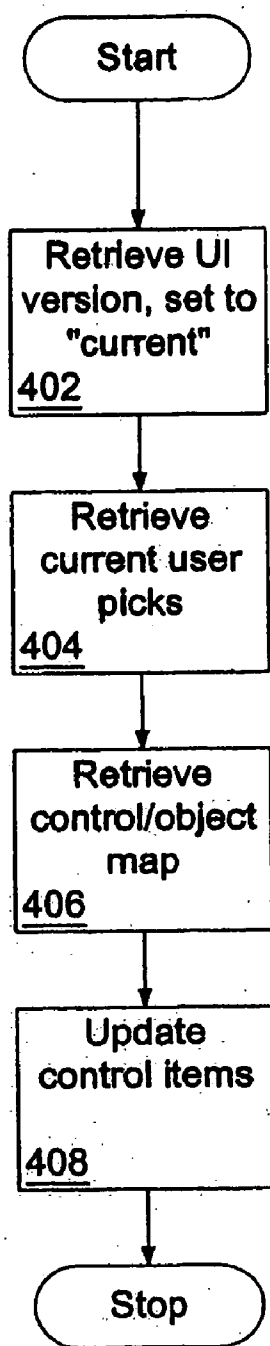 Start
Retrieve UI
version, set to
"current"
402
Retrieve
current user
picks
404
Retrieve
control/object
map
406
Update
control items
408
Stop